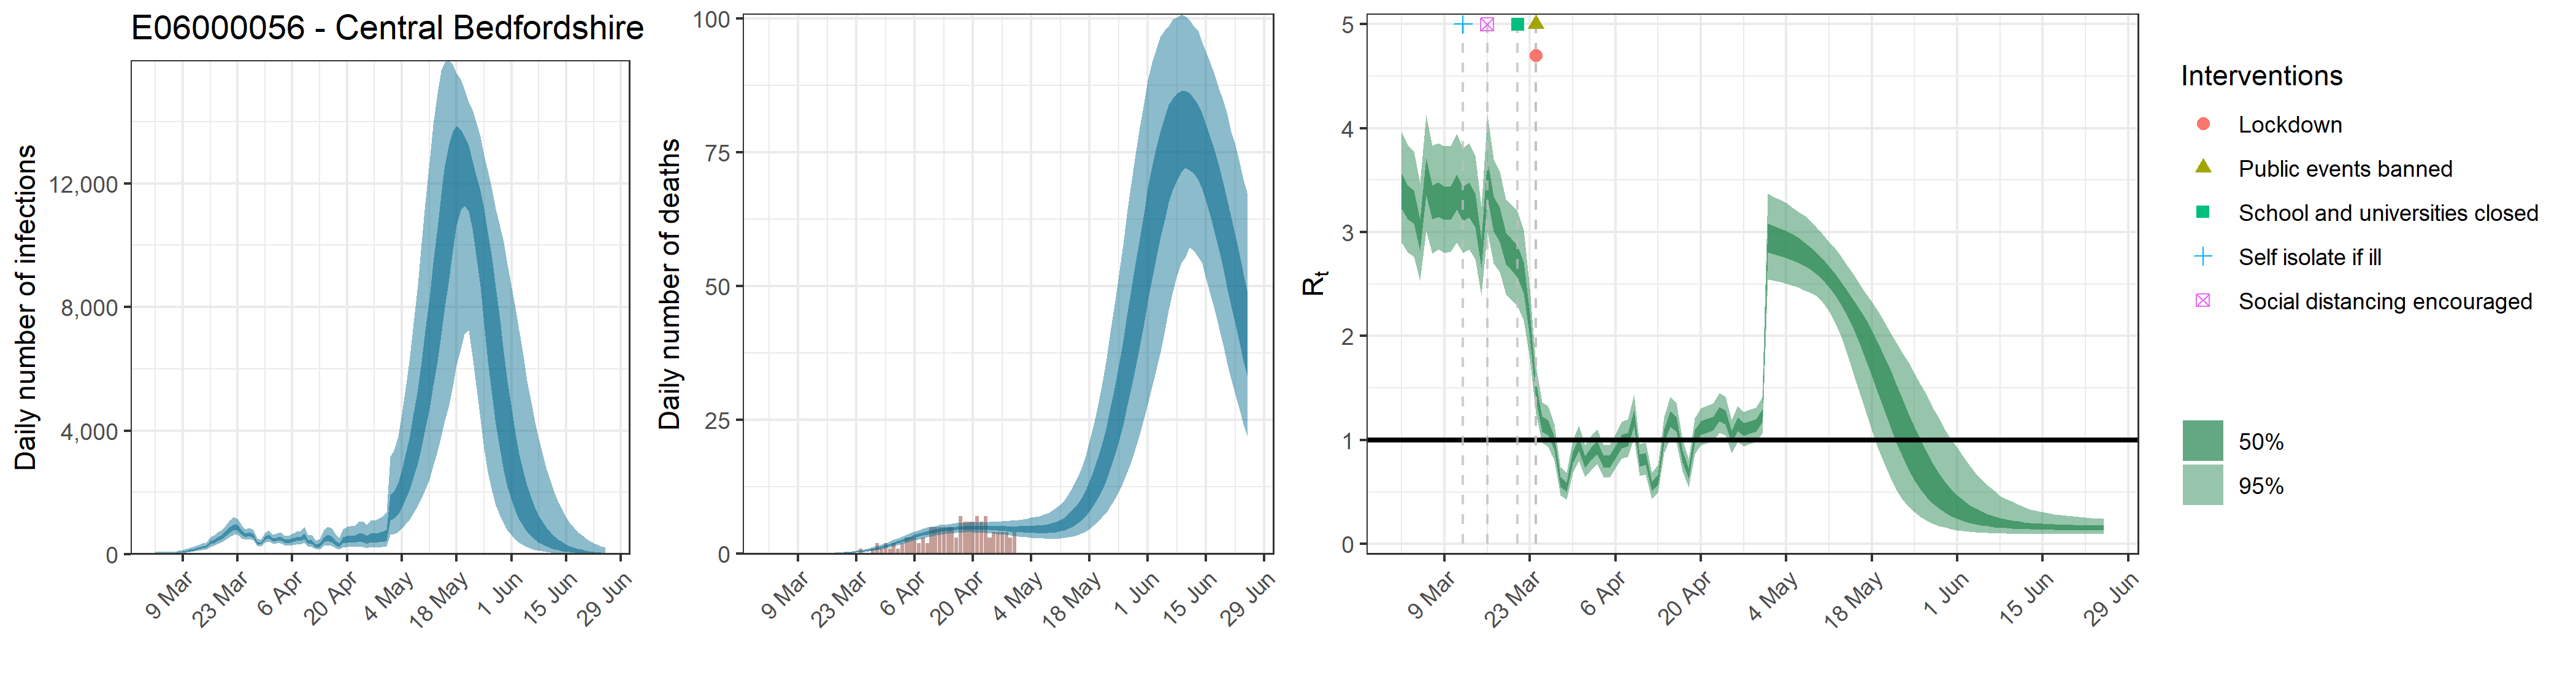 E06000056 - Central Bedfordshire
Daily number of infections
12,000
8,000
4,000
0
9 Mar
23 Mar
6 Apr
20 Apr
4 May
18 May
1 Jun
15 Jun
29 Jun
Daily number of deaths
100
75
50
25
0
9 Mar
23 Mar
6 Apr
20 Apr
4 May
18 May
1 Jun
15 Jun
29 Jun
Rt
5
4
3
2
1
0
9 Mar
23 Mar
6 Apr
20 Apr
4 May
18 May
1 Jun
15 Jun
29 Jun
Interventions
Lockdown
Public events banned
School and universities closed
Self isolate if ill
Social distancing encouraged
50%
95%